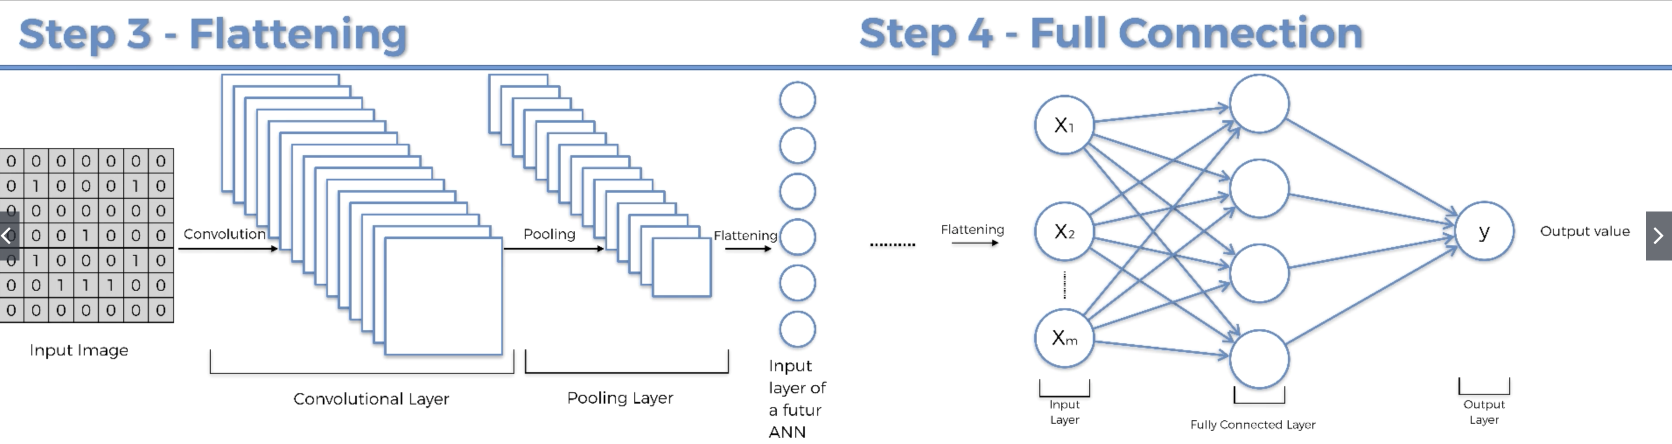 Step 3 - Flattening
0 0 0 0 0 0 0
0 1 0 0 0 1 0
0 0 0 0 0 0 0
0 0 0 1 0 0 0
0 1 0 0 0 1 0
0 0 1 1 1 0 0
0 0 0 0 0 0 0
Input Image
Convolution
Convolutional Layer
Pooling
Pooling Layer
Flattening
Input
layer of
a futur
ANN
Step 4 - Full Connection
..........
Flattening
X1
X2
Xm
Input
Layer
Fully Connected Layer
y
Output
Layer
Output value